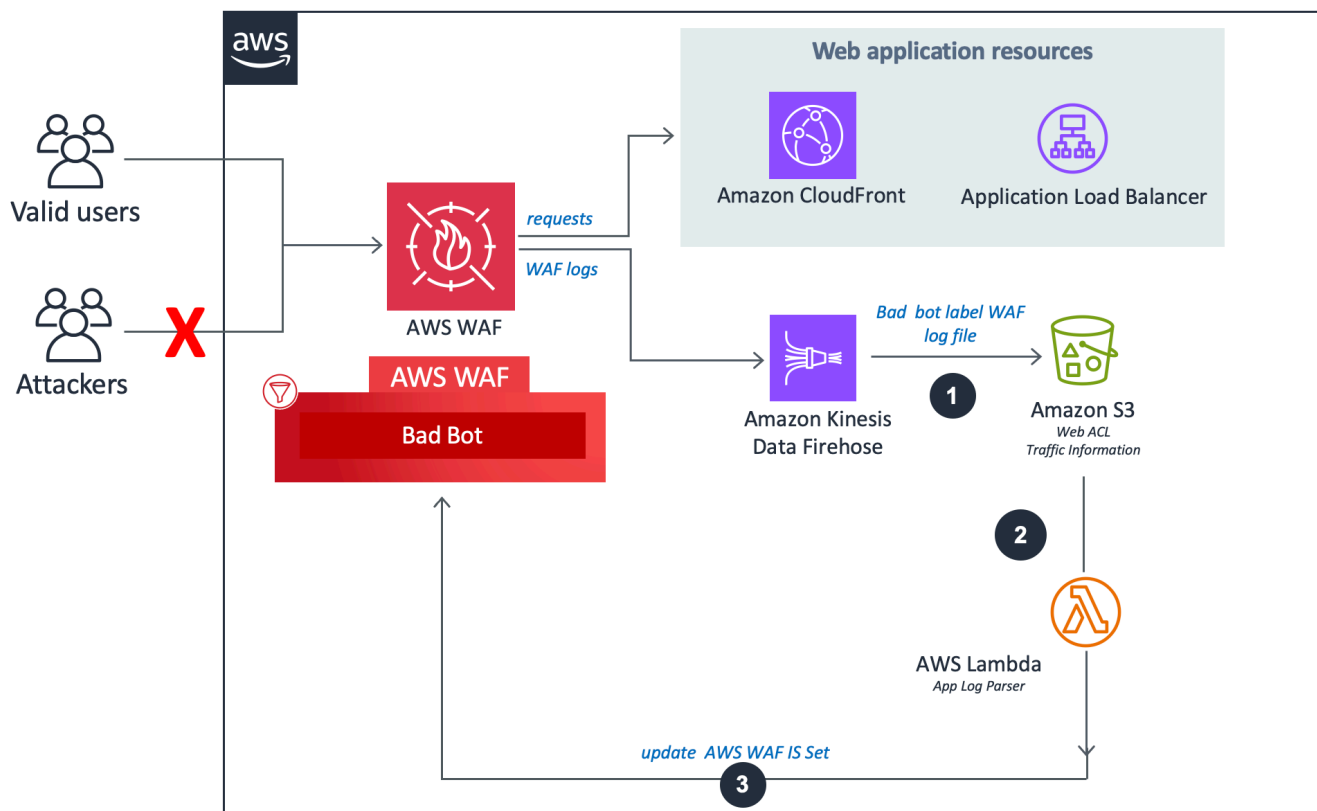 aws
Web application resources
Amazon CloudFront
Application Load Balancer
Valid users
requests
WAF logs
AWS WAF
X
Attackers
AWS WAF
Bad Bot
Bad bot label WAF
log file
1
Amazon Kinesis
Data Firehose
Amazon S3
Web ACL
Traffic Information
2
AWS Lambda
App Log Parser
update AWS WAF IS Set
3